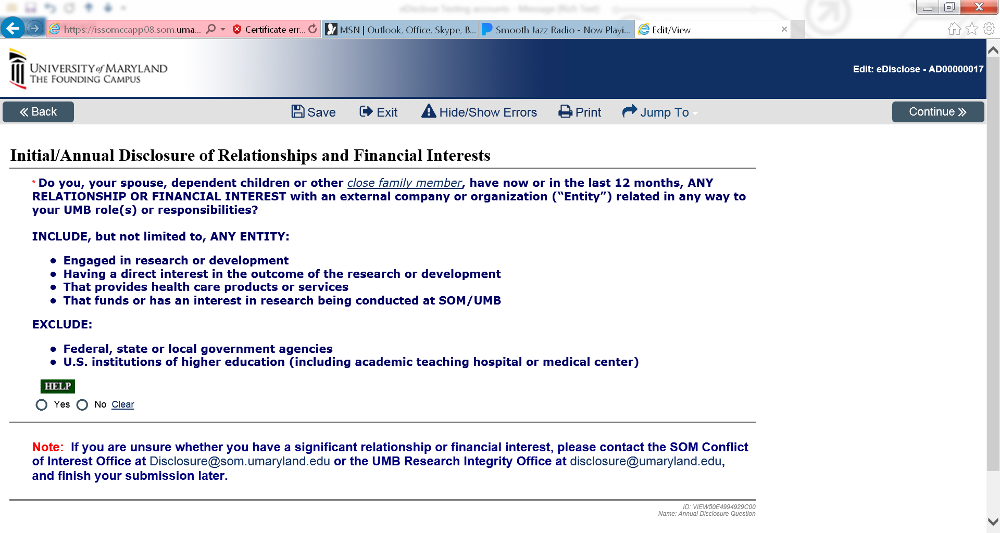 eDisclose Testing accounts - Message (Rich Text)
https://issomccapp08.som.uma... Certificate err... MSN | Outlook, Office, Skype, B... Smooth Jazz Radio - Now Playi... Edit/View
UNIVERSITY of MARYLAND
THE FOUNDING CAMPUS
Edit: eDisclose - AD00000017
Back Save Exit Hide/Show Errors Print Jump To Continue
Initial/Annual Disclosure of Relationships and Financial Interests
* Do you, your spouse, dependent children or other close family member, have now or in the last 12 months, ANY
RELATIONSHIP OR FINANCIAL INTEREST with an external company or organization (“Entity”) related in any way to
your UMB role(s) or responsibilities?
INCLUDE, but not limited to, ANY ENTITY:
• Engaged in research or development
• Having a direct interest in the outcome of the research or development
• That provides health care products or services
• That funds or has an interest in research being conducted at SOM/UMB
EXCLUDE:
• Federal, state or local government agencies
• U.S. institutions of higher education (including academic teaching hospital or medical center)
HELP
Yes No Clear
Note: If you are unsure whether you have a significant relationship or financial interest, please contact the SOM Conflict
of Interest Office at Disclosure@som.umaryland.edu or the UMB Research Integrity Office at disclosure@umaryland.edu,
and finish your submission later.
ID: VIEW50E4994929C00
Name: Annual Disclosure Question